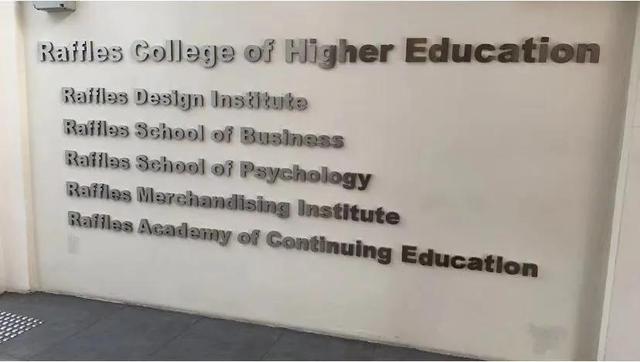 Raffles College of Higher Education
Raffles Design Institute
Raffles School of Business
Raffles School of Psychology
Raffles Merchandising Institute
Raffles Academy of Continuing Education